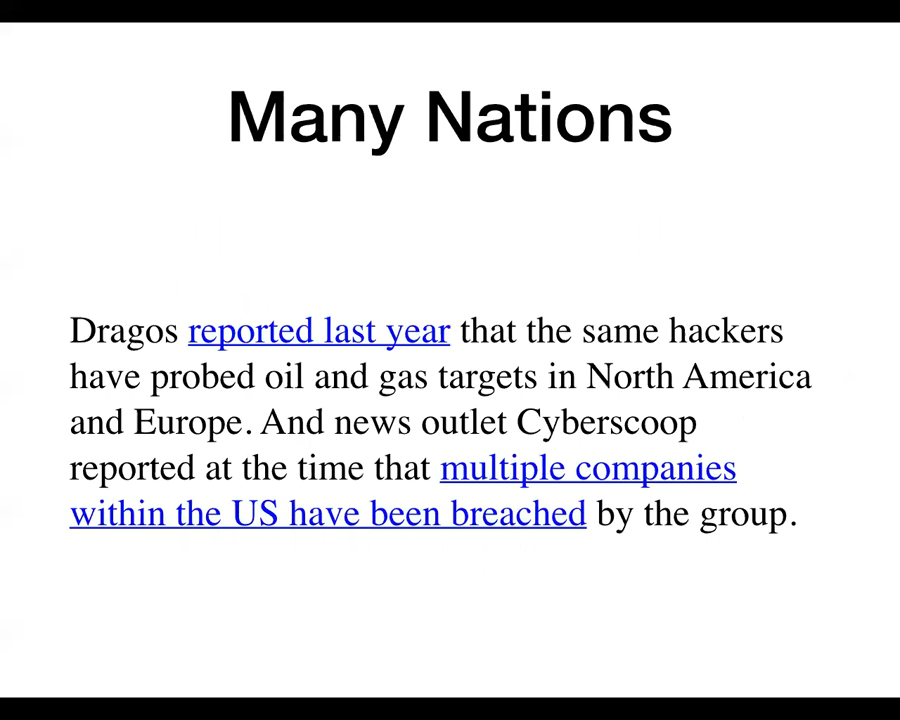 Many Nations
Dragos reported last year that the same hackers
have probed oil and gas targets in North America
and Europe. And news outlet Cyberscoop
reported at the time that multiple companies
within the US have been breached by the group.